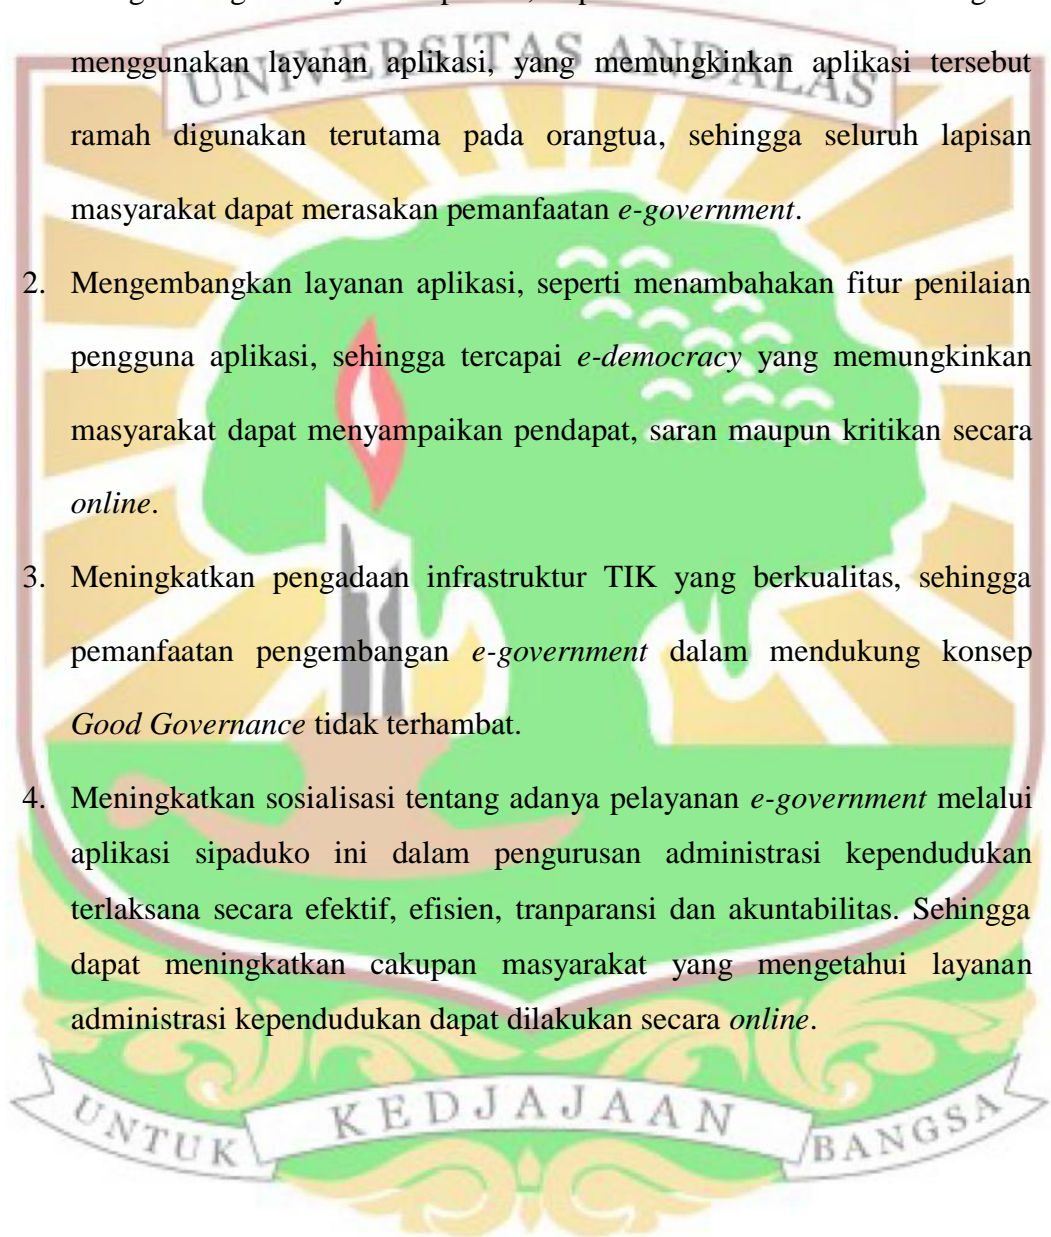 UNIVERSITAS ANDALAS
menggunakan layanan aplikasi, yang memungkinkan aplikasi tersebut
ramah digunakan terutama pada orangtua, sehingga seluruh lapisan
masyarakat dapat merasakan pemanfaatan e-government.
2. Mengembangkan layanan aplikasi, seperti menambahakan fitur penilaian
pengguna aplikasi, sehingga tercapai e-democracy yang memungkinkan
masyarakat dapat menyampaikan pendapat, saran maupun kritikan secara
online.
3. Meningkatkan pengadaan infrastruktur TIK yang berkualitas, sehingga
pemanfaatan pengembangan e-government dalam mendukung konsep
Good Governance tidak terhambat.
4. Meningkatkan sosialisasi tentang adanya pelayanan e-government melalui
aplikasi sipaduko ini dalam pengurusan administrasi kependudukan
terlaksana secara efektif, efisien, tranparansi dan akuntabilitas. Sehingga
dapat meningkatkan cakupan masyarakat yang mengetahui layanan
administrasi kependudukan dapat dilakukan secara online.
UNTUK KEDJAJAAN BANGSA